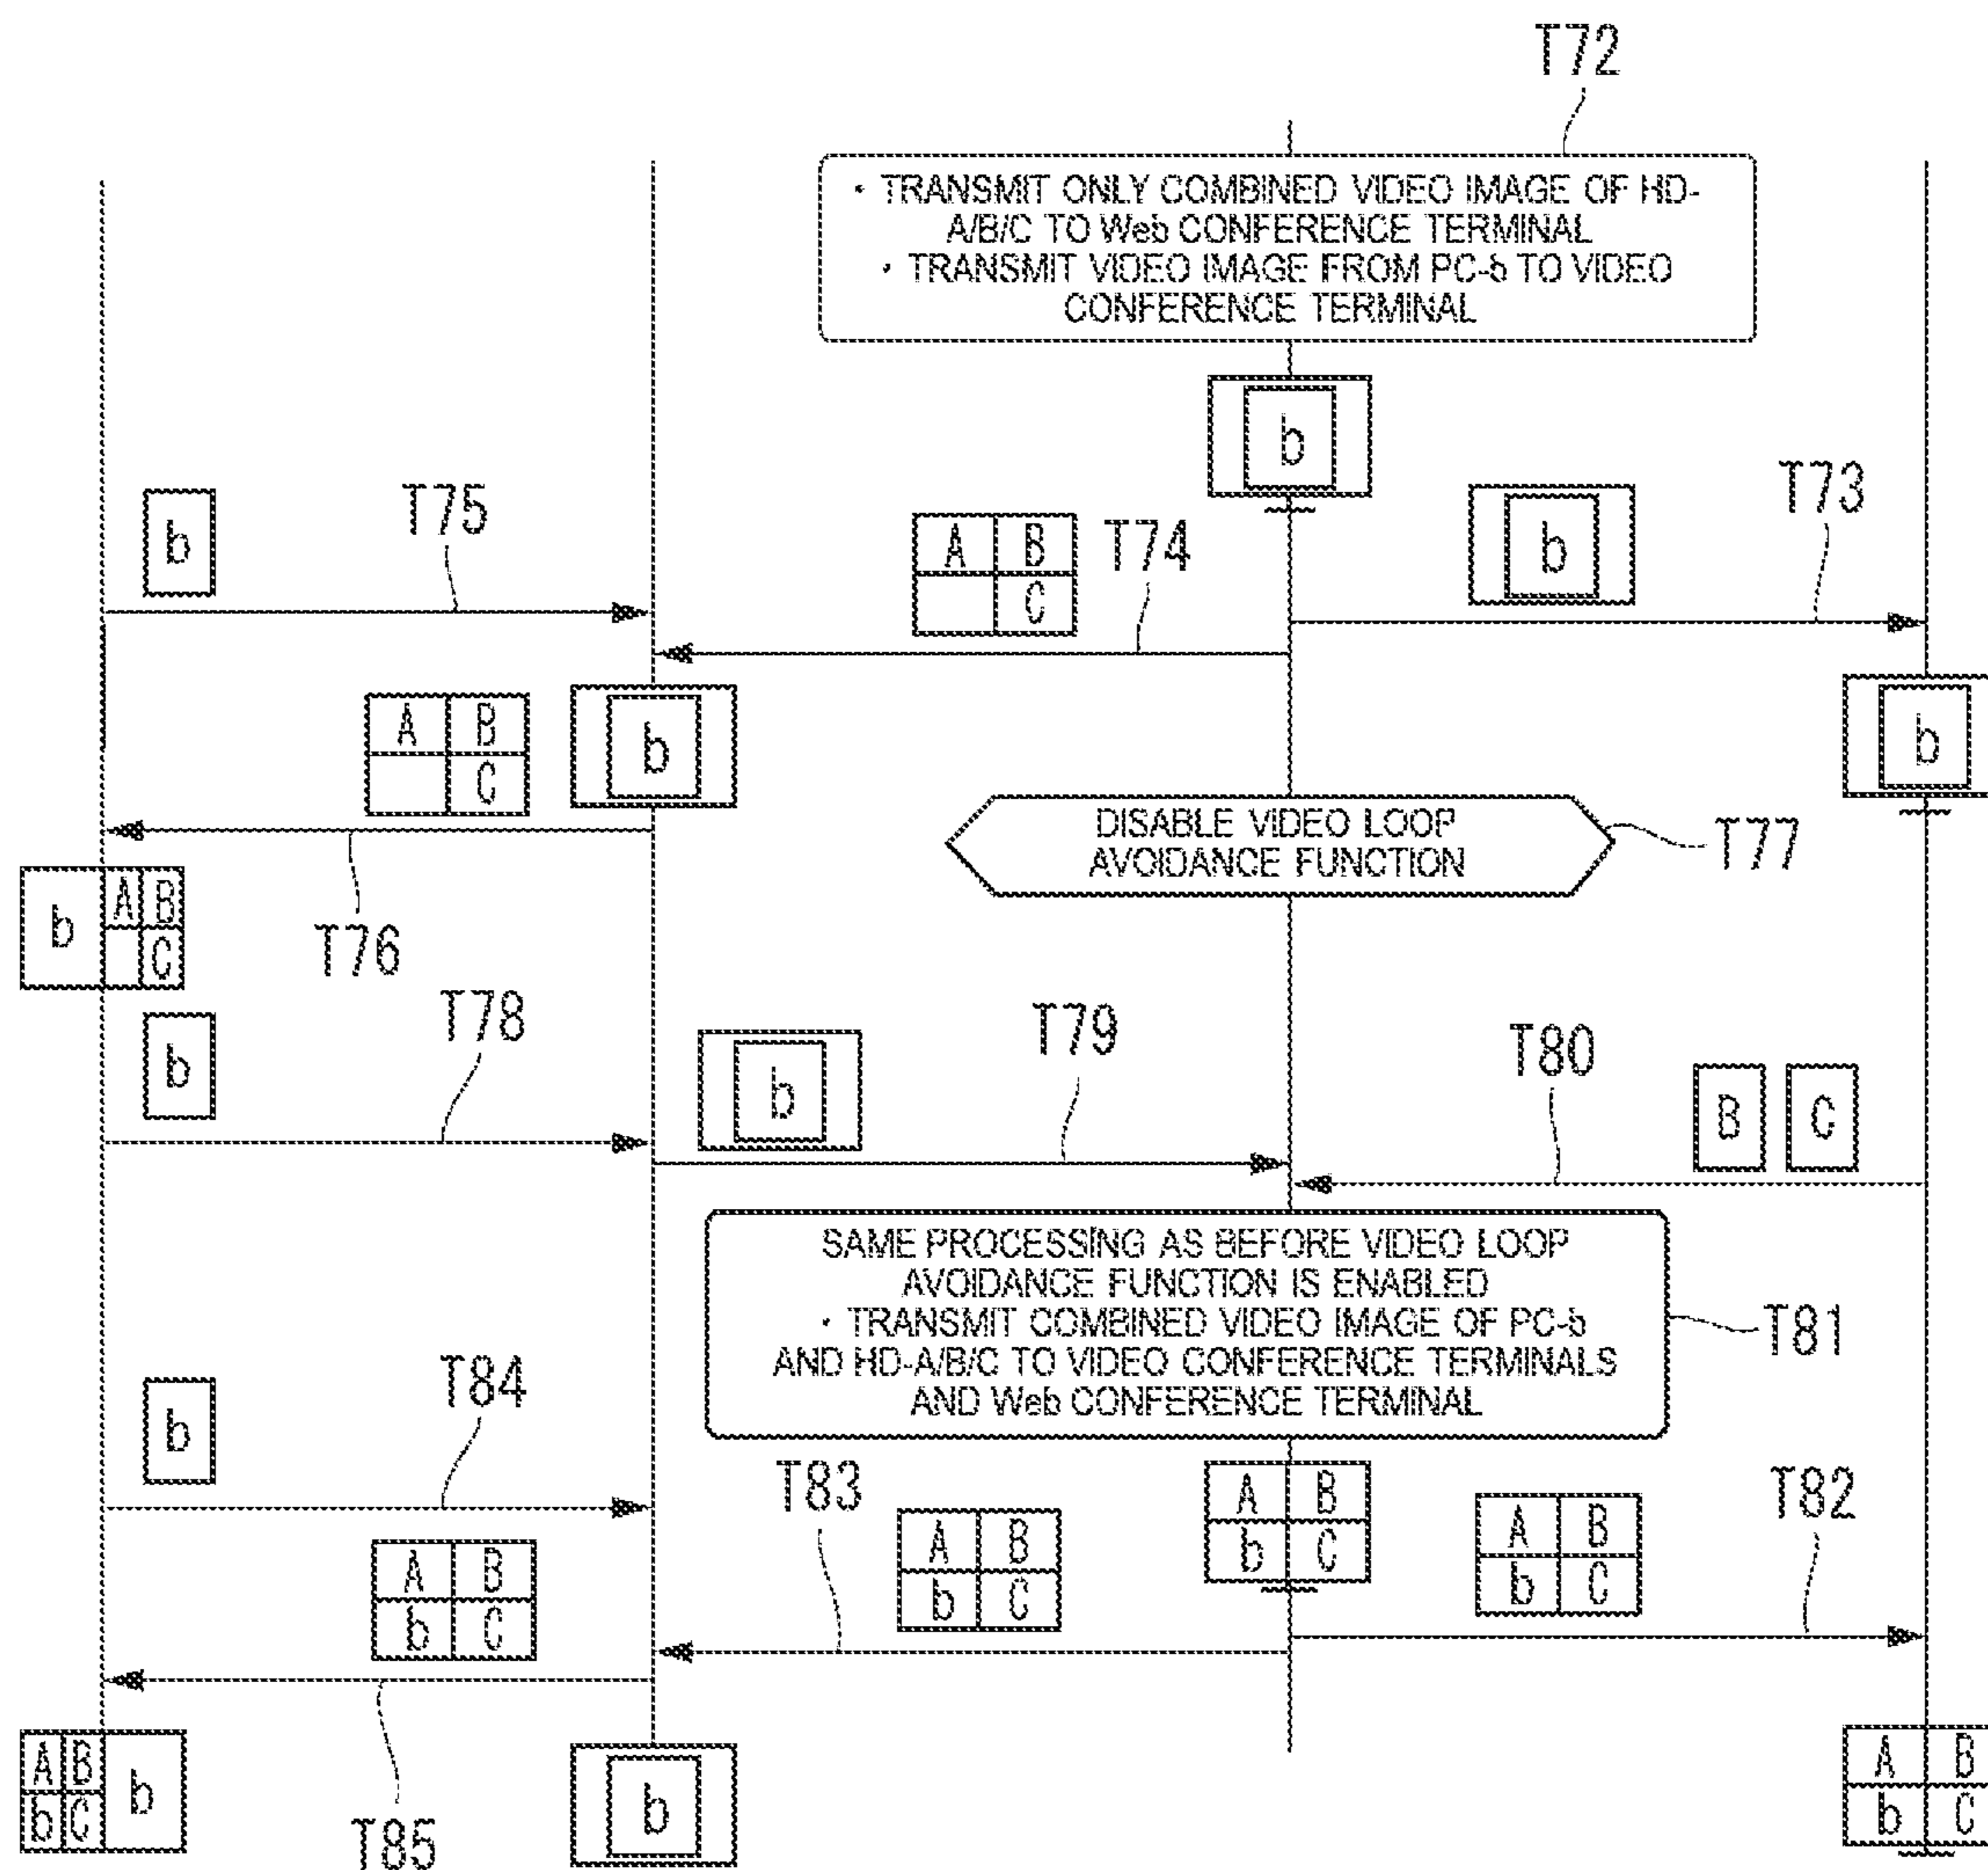 T72
・ TRANSMIT ONLY COMBINED VIDEO IMAGE OF HD-
A/B/C TO Web CONFERENCE TERMINAL
・ TRANSMIT VIDEO IMAGE FROM PC-b TO VIDEO
CONFERENCE TERMINAL
b
b
T75
A B
C
T74
b
T73
A B
C
b
b
DISABLE VIDEO LOOP
AVOIDANCE FUNCTION
T77
b A B
C
T76
b
T78
b
T79
T80
B C
SAME PROCESSING AS BEFORE VIDEO LOOP
AVOIDANCE FUNCTION IS ENABLED
・ TRANSMIT COMBINED VIDEO IMAGE OF PC-b
AND HD-A/B/C TO VIDEO CONFERENCE TERMINALS
AND Web CONFERENCE TERMINAL
T81
b
T84
T83
A B
b C
A B
b C
A B
b C
T82
A B
b C
A B b
b C
T85
b
A B
b C